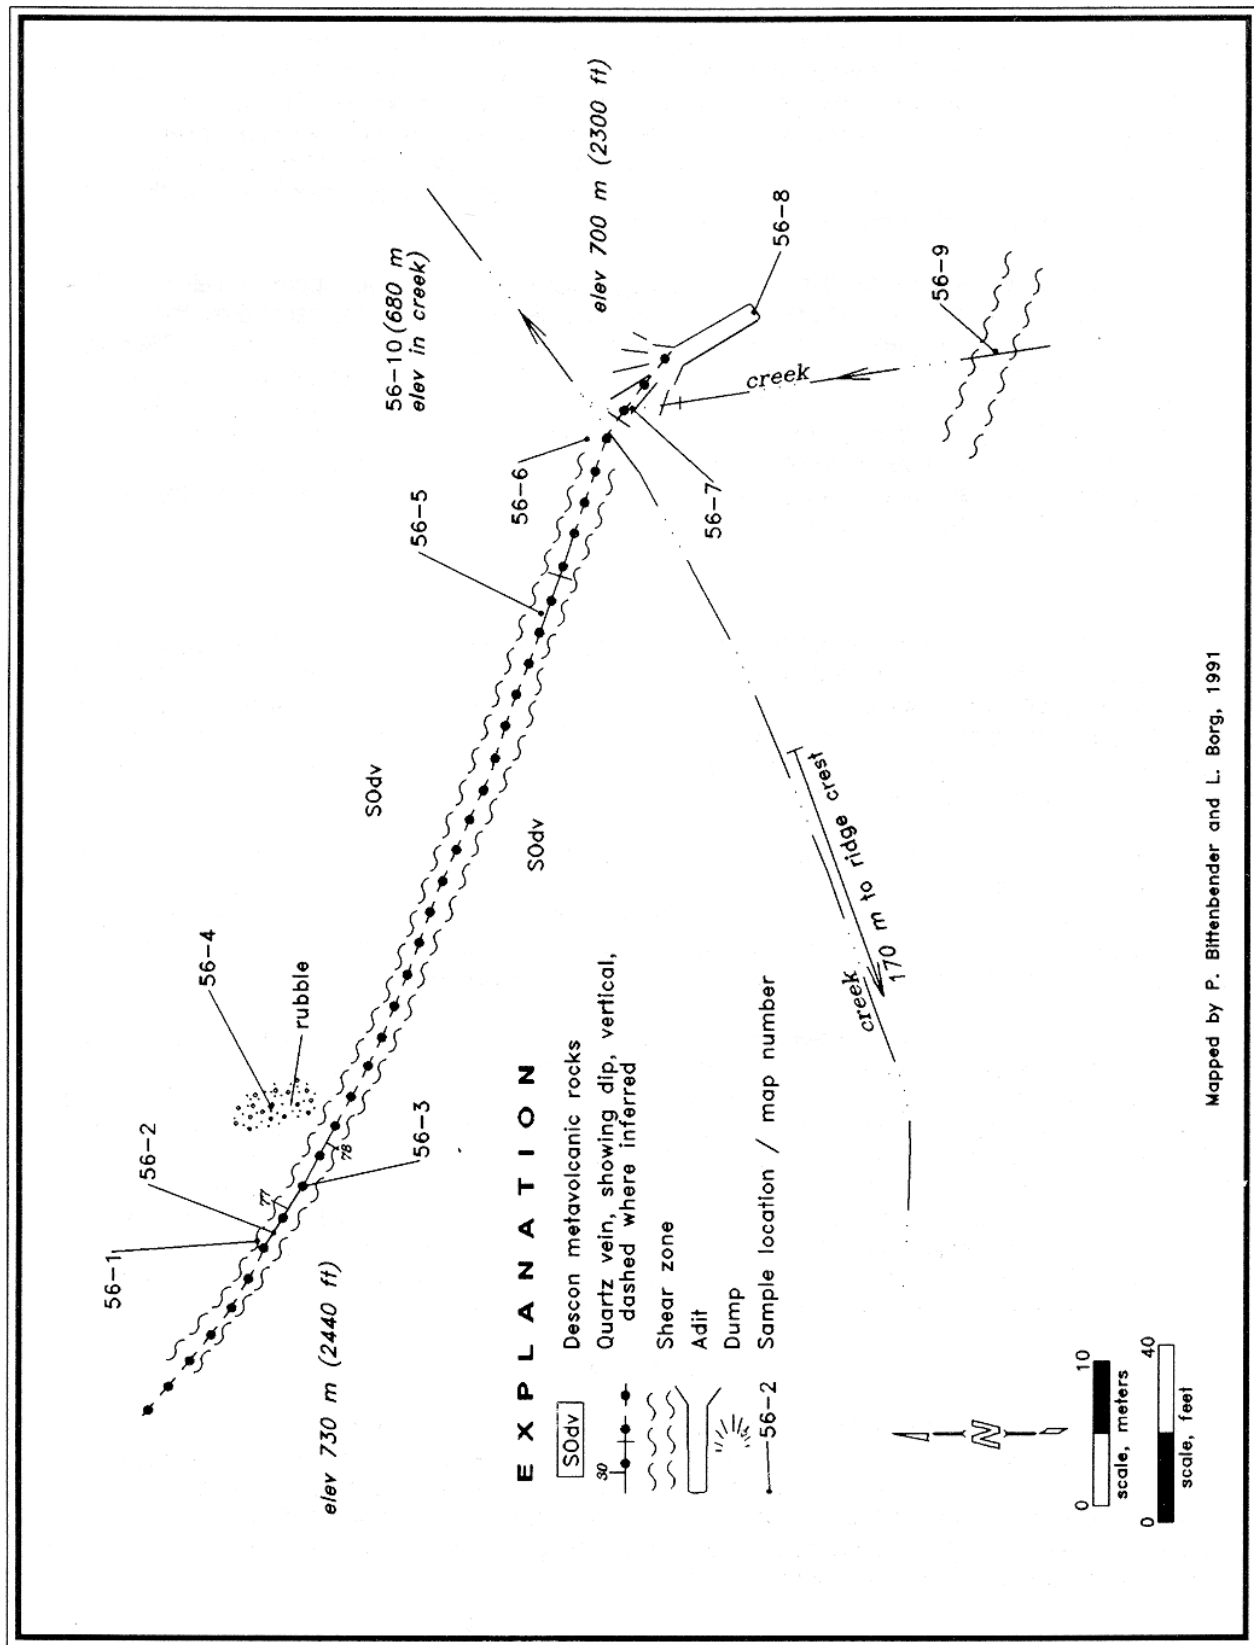 56-1
56-2
56-4
rubble
77
78
56-3
elev 730 m (2440 ft)
SOdv
SOdv
56-5
56-6
56-10 (680 m
elev in creek)
elev 700 m (2300 ft)
56-7
56-8
creek
56-9
170 m to ridge crest
creek
EXPLANATION
SOdv Descon metavolcanic rocks
30 Quartz vein, showing dip, vertical,
dashed where inferred
Shear zone
Adit
Dump
56-2 Sample location / map number
N
0 10
scale, meters
0 40
scale, feet
Mapped by P. Bittenbender and L. Borg, 1991